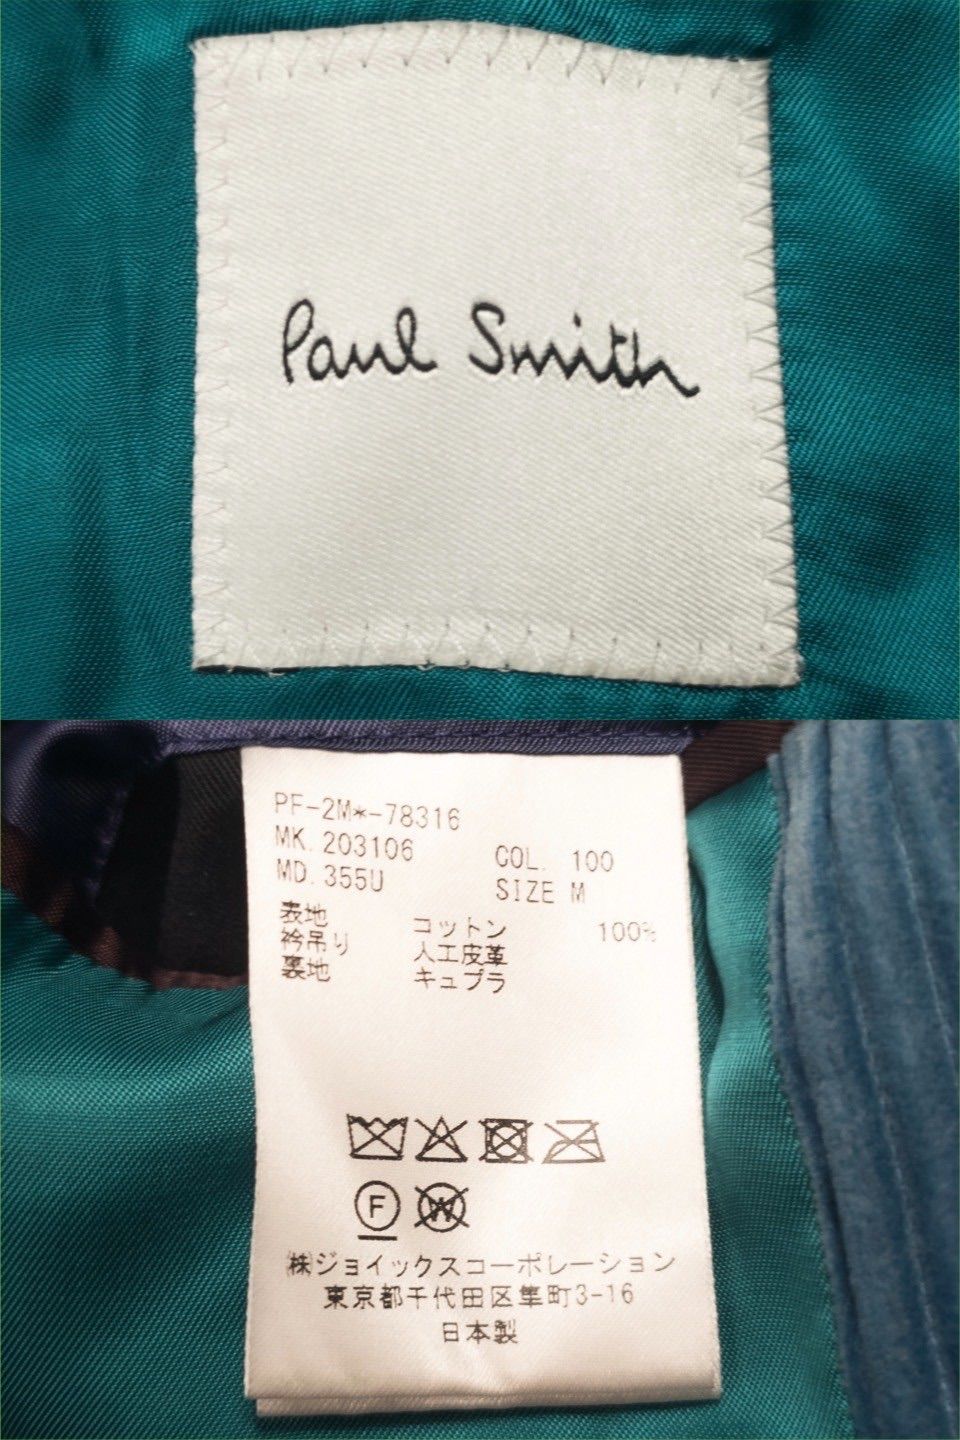 Paul Smith
PF-2M*-78316
MK. 203106 COL. 100
MD. 355U SIZE M
表地 コットン 100%
衿吊り 人工皮革
裏地 キュプラ
F W
㈱ジョイックスコーポレーション
東京都千代田区隼町3-16
日本製